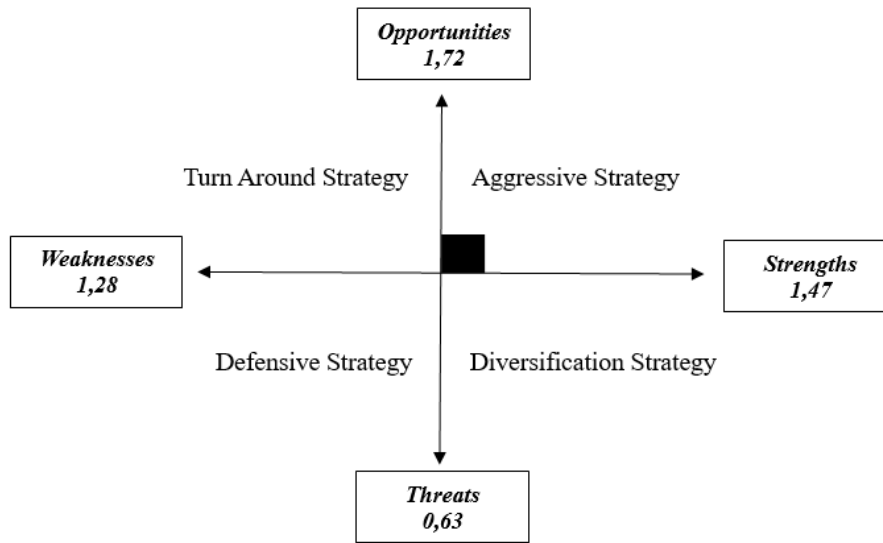 Opportunities
1,72
Turn Around Strategy
Aggressive Strategy
Weaknesses
1,28
Strengths
1,47
Defensive Strategy
Diversification Strategy
Threats
0,63